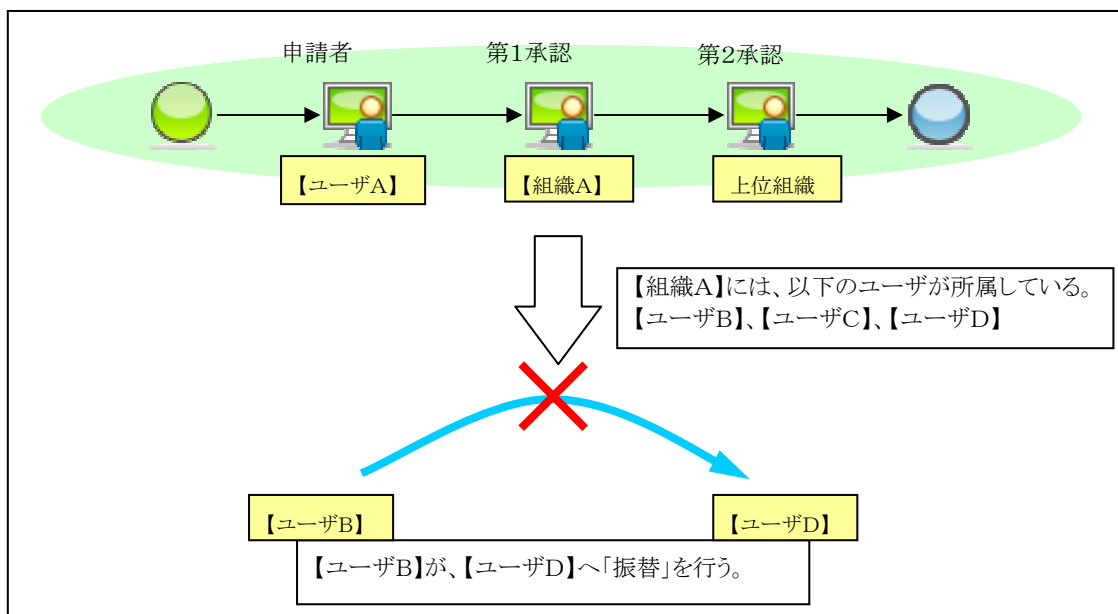 申請者
第1承認
第2承認
【ユーザA】
【組織A】
上位組織
【組織A】には、以下のユーザが所属している。
【ユーザB】、【ユーザC】、【ユーザD】
【ユーザB】
【ユーザD】
【ユーザB】が、【ユーザD】へ「振替」を行う。